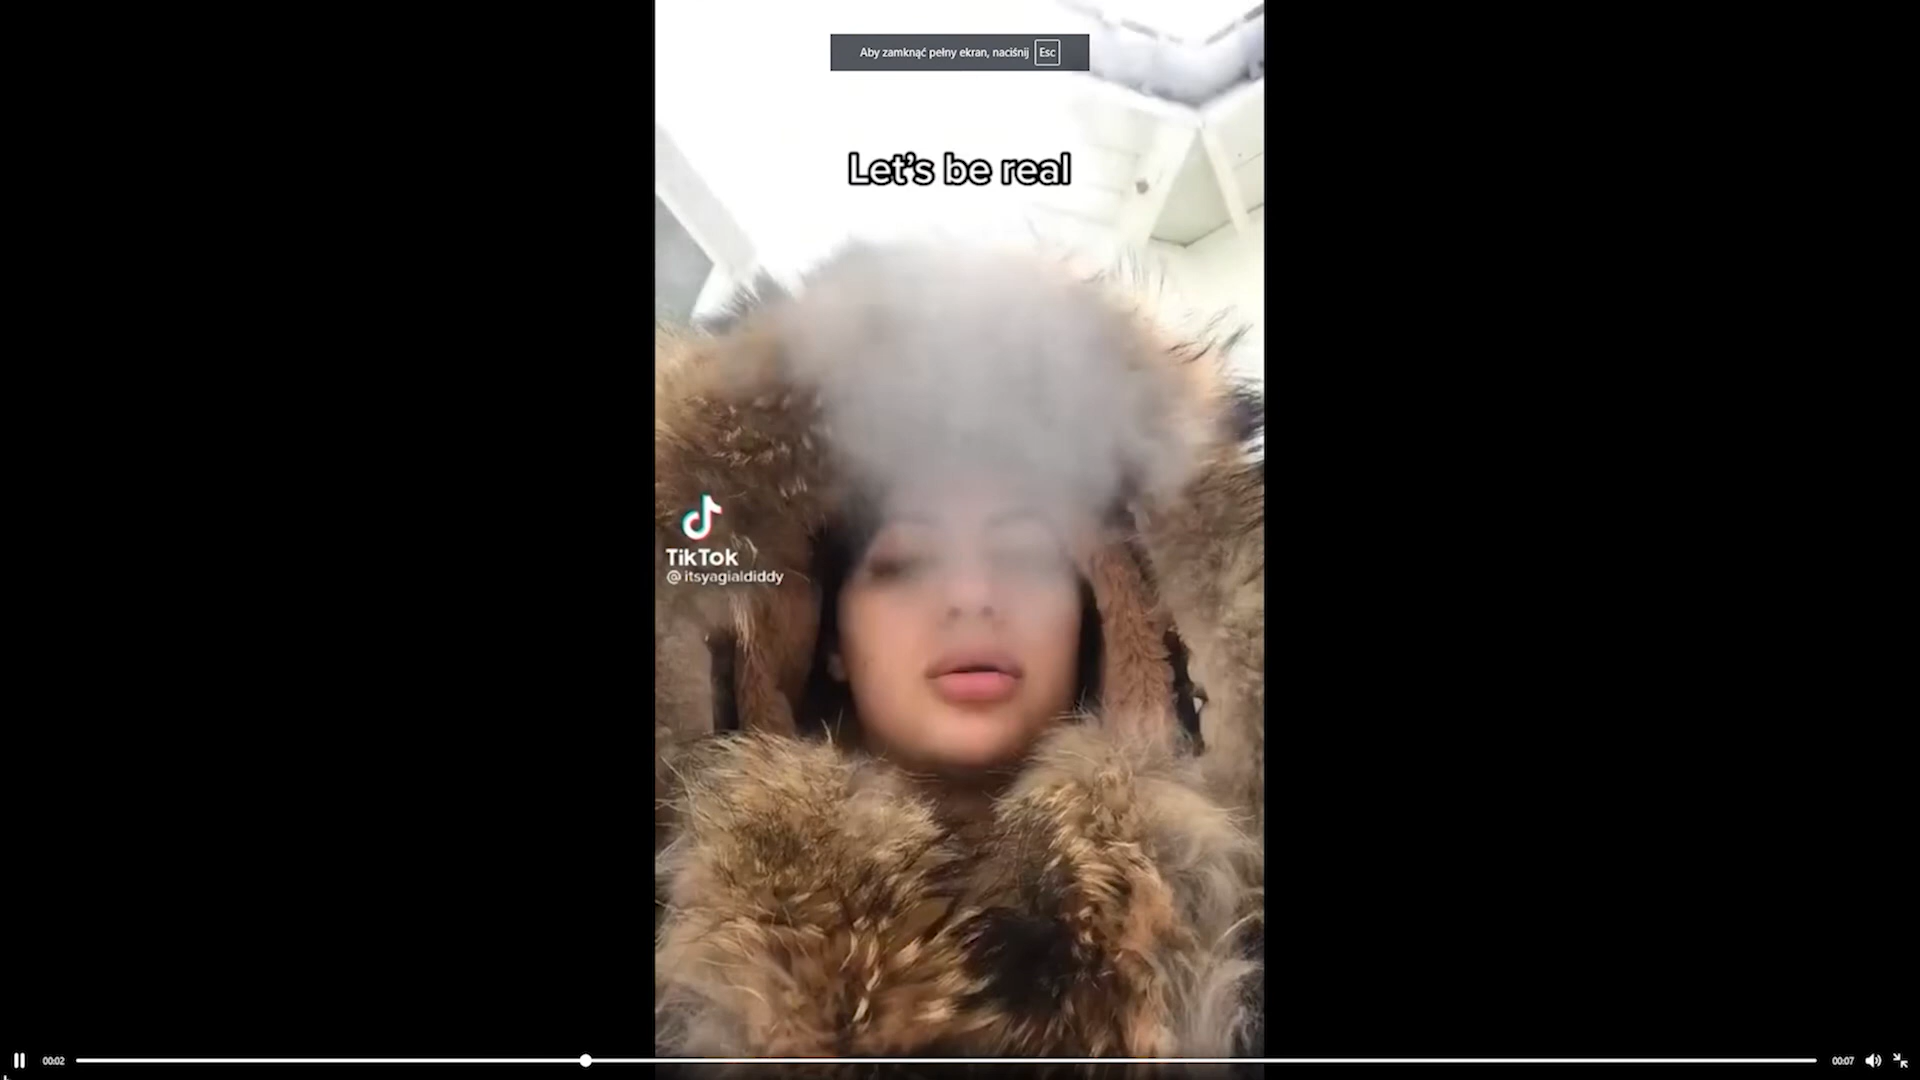 Aby zamknąć pełny ekran, naciśnij Esc
Let's be real
TikTok
@itsyagialdiddy
00:02
00:07